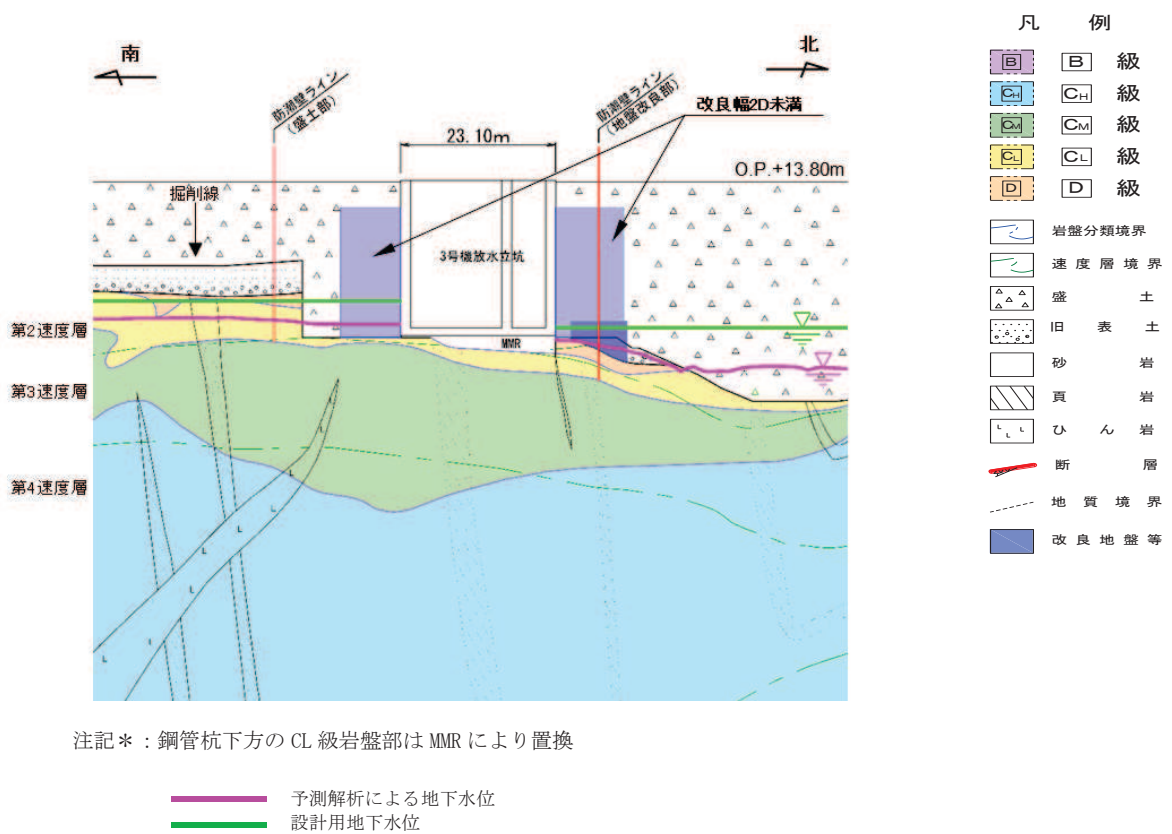 南
北
防潮壁ライン
(盛土部)
防潮壁ライン
(地盤改良部)
改良幅2D未満
23.10m
O.P.+13.80m
掘削線
3号機放水立坑
MMR
第2速度層
第3速度層
第4速度層
L L L L L L L
注記＊：鋼管杭下方の CL 級岩盤部は MMR により置換
予測解析による地下水位
設計用地下水位
凡 例
B B 級
CH CH 級
CM CM 級
CL CL 級
D D 級
岩盤分類境界
速度層境界
盛 土
旧表土
砂 岩
頁 岩
L L L ひん岩
断 層
地質境界
改良地盤等